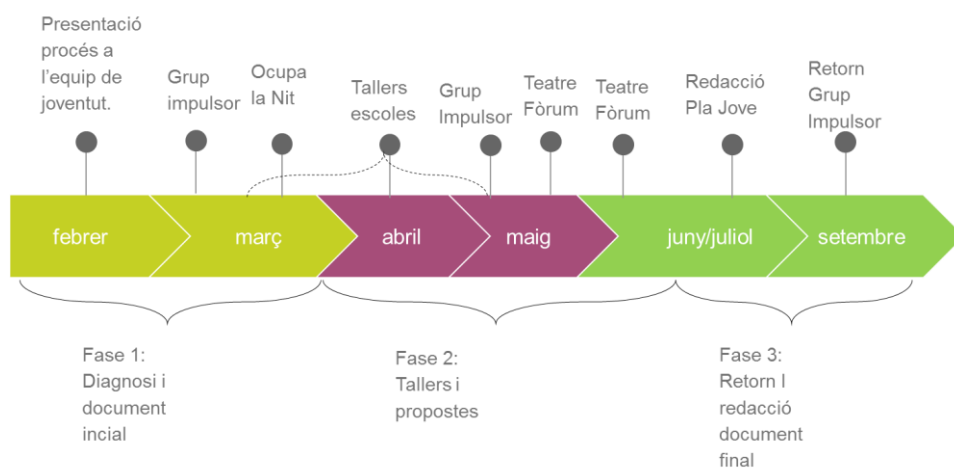 Presentació
procés a
l'equip de
joventut.
Grup
impulsor
Ocupa
la Nit
Tallers
escoles
Grup
Impulsor
Teatre
Fòrum
Teatre
Fòrum
Redacció
Pla Jove
Retorn
Grup
Impulsor
febrer
març
abril
maig
juny/juliol
setembre
Fase 1:
Diagnosi i
document
incial
Fase 2:
Tallers i
propostes
Fase 3:
Retorn I
redacció
document
final